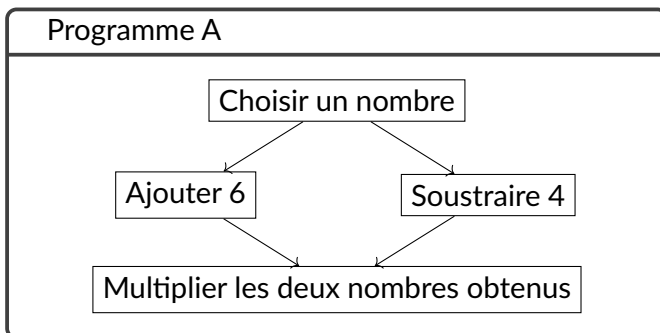 Programme A
Choisir un nombre
Ajouter 6
Soustraire 4
Multiplier les deux nombres obtenus